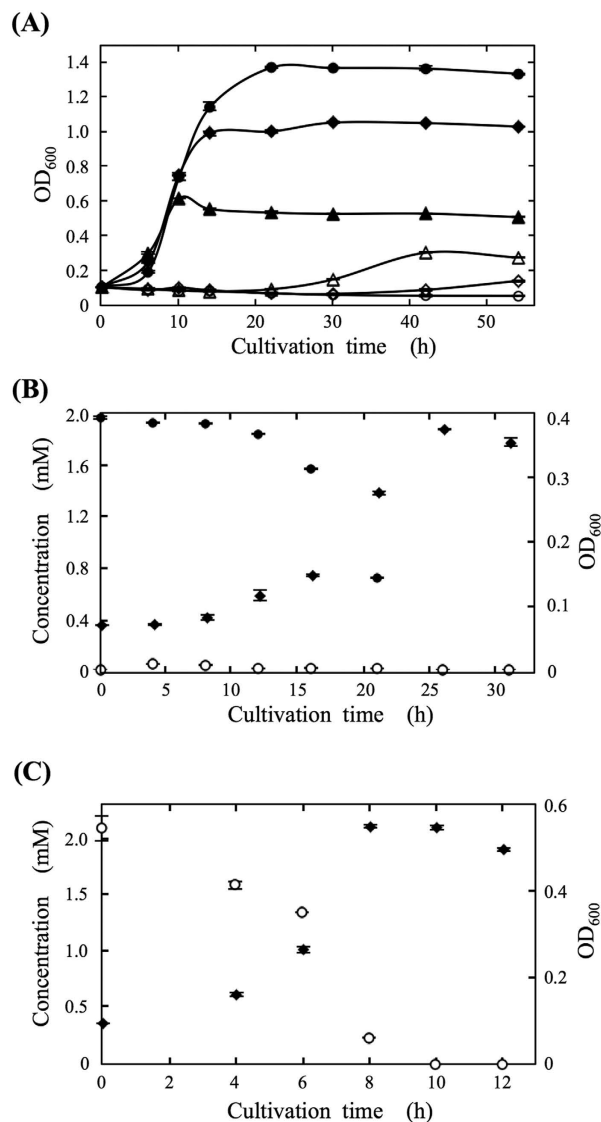 (A)
1.4
1.2
1.0
0.8
0.6
0.4
0.2
0
OD600
0 10 20 30 40 50
Cultivation time (h)
(B)
2.0
1.6
1.2
0.8
0.4
0
Concentration (mM)
0.4
0.3
0.2
0.1
0
OD600
0 5 10 15 20 25 30
Cultivation time (h)
(C)
2.0
1.5
1.0
0.5
0
Concentration (mM)
0.6
0.4
0.2
0
OD600
0 2 4 6 8 10 12
Cultivation time (h)